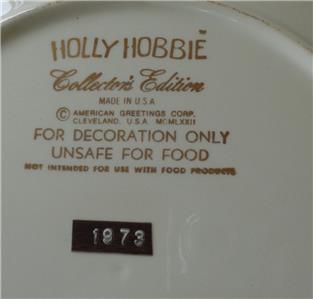 HOLLY HOBBIE™
Collector's Edition
MADE IN U.S.A
© AMERICAN GREETINGS CORP.
CLEVELAND, U.S.A. MCMLXXII
FOR DECORATION ONLY
UNSAFE FOR FOOD
NOT INTENDED FOR USE WITH FOOD PRODUCTS
1973